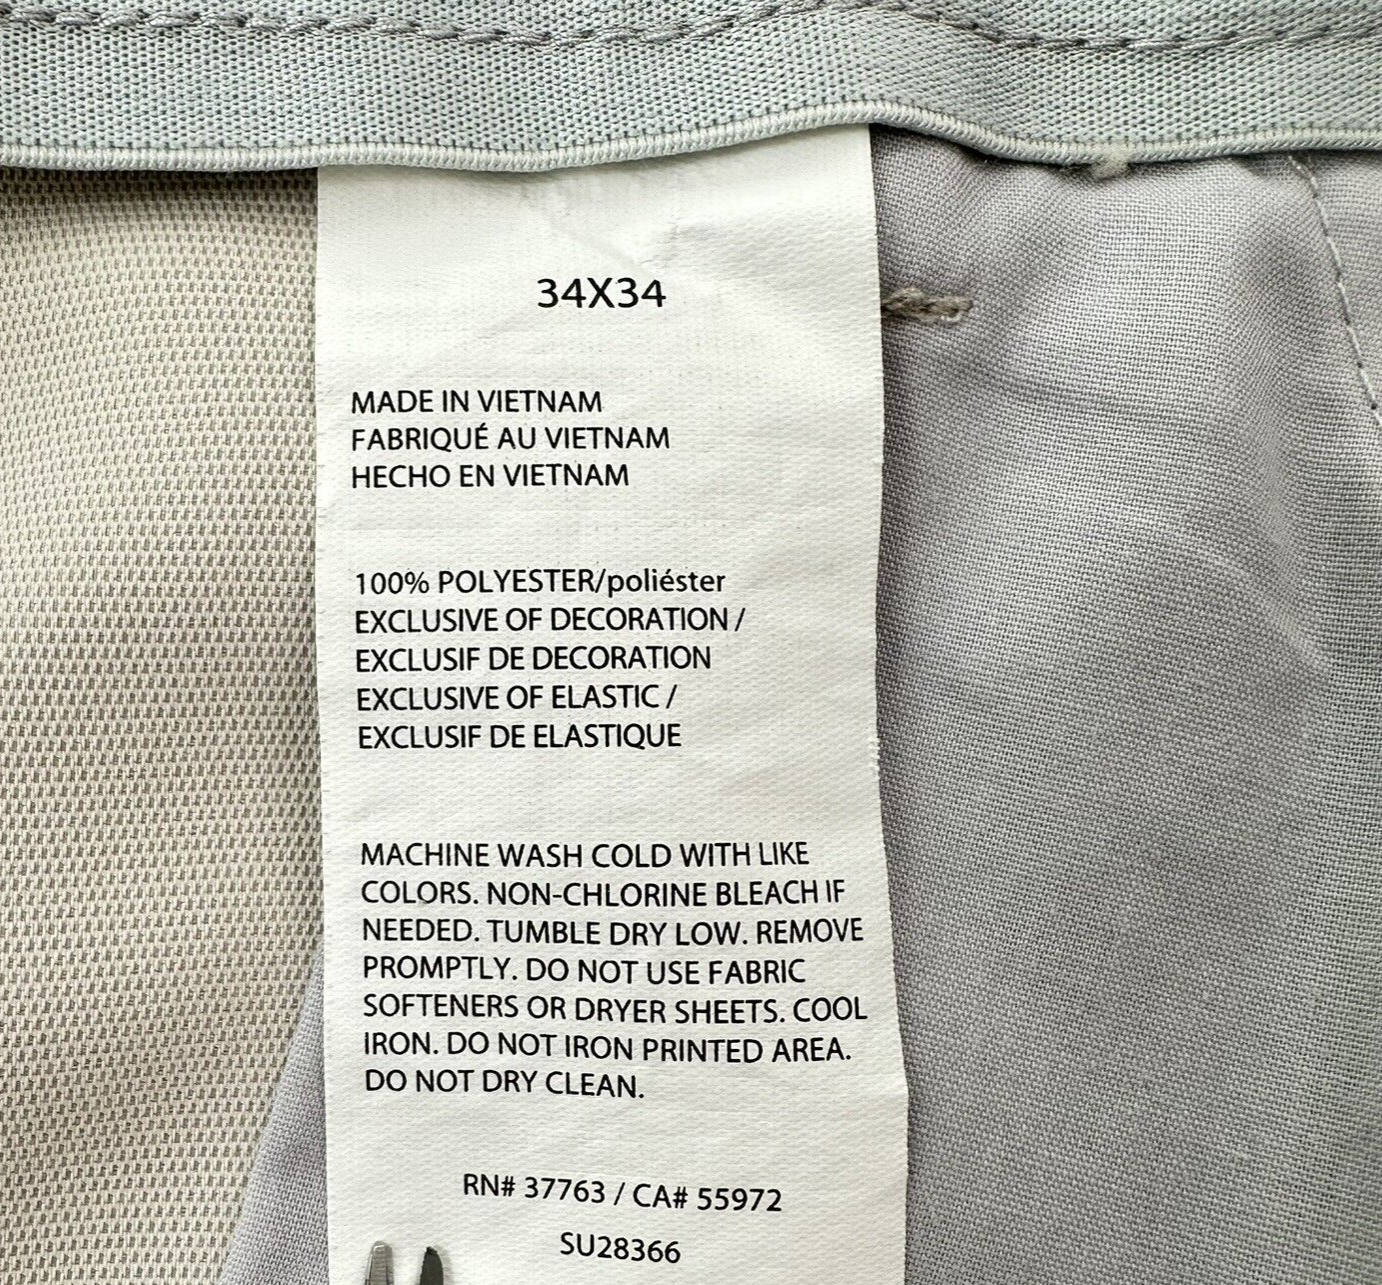 34X34
MADE IN VIETNAM
FABRIQUÉ AU VIETNAM
HECHO EN VIETNAM
100% POLYESTER/poliéster
EXCLUSIVE OF DECORATION /
EXCLUSIF DE DECORATION
EXCLUSIVE OF ELASTIC /
EXCLUSIF DE ELASTIQUE
MACHINE WASH COLD WITH LIKE
COLORS. NON-CHLORINE BLEACH IF
NEEDED. TUMBLE DRY LOW. REMOVE
PROMPTLY. DO NOT USE FABRIC
SOFTENERS OR DRYER SHEETS. COOL
IRON. DO NOT IRON PRINTED AREA.
DO NOT DRY CLEAN.
RN# 37763 / CA# 55972
SU28366